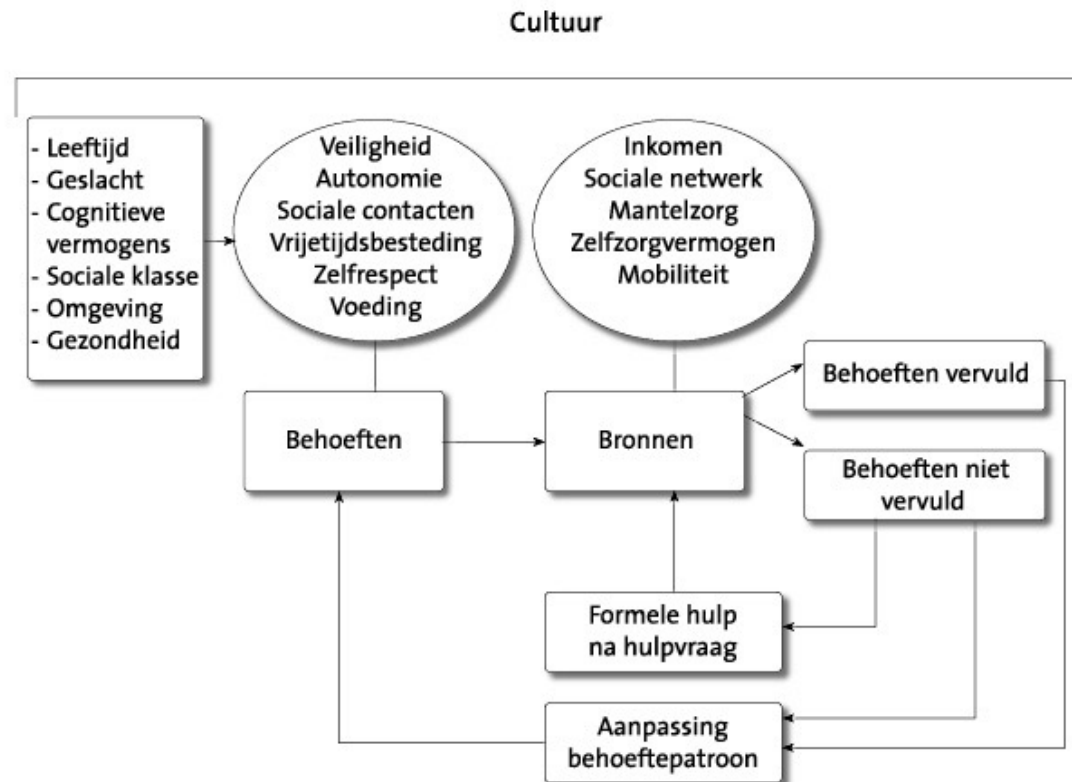 Cultuur
- Leeftijd
- Geslacht
- Cognitieve
vermogens
- Sociale klasse
- Omgeving
- Gezondheid
Veiligheid
Autonomie
Sociale contacten
Vrijetijdsbesteding
Zelfrespect
Voeding
Inkomen
Sociale netwerk
Mantelzorg
Zelfzorgvermogen
Mobiliteit
Behoeften
Bronnen
Behoeften vervuld
Behoeften niet
vervuld
Formele hulp
na hulpvraag
Aanpassing
behoeftepatroon